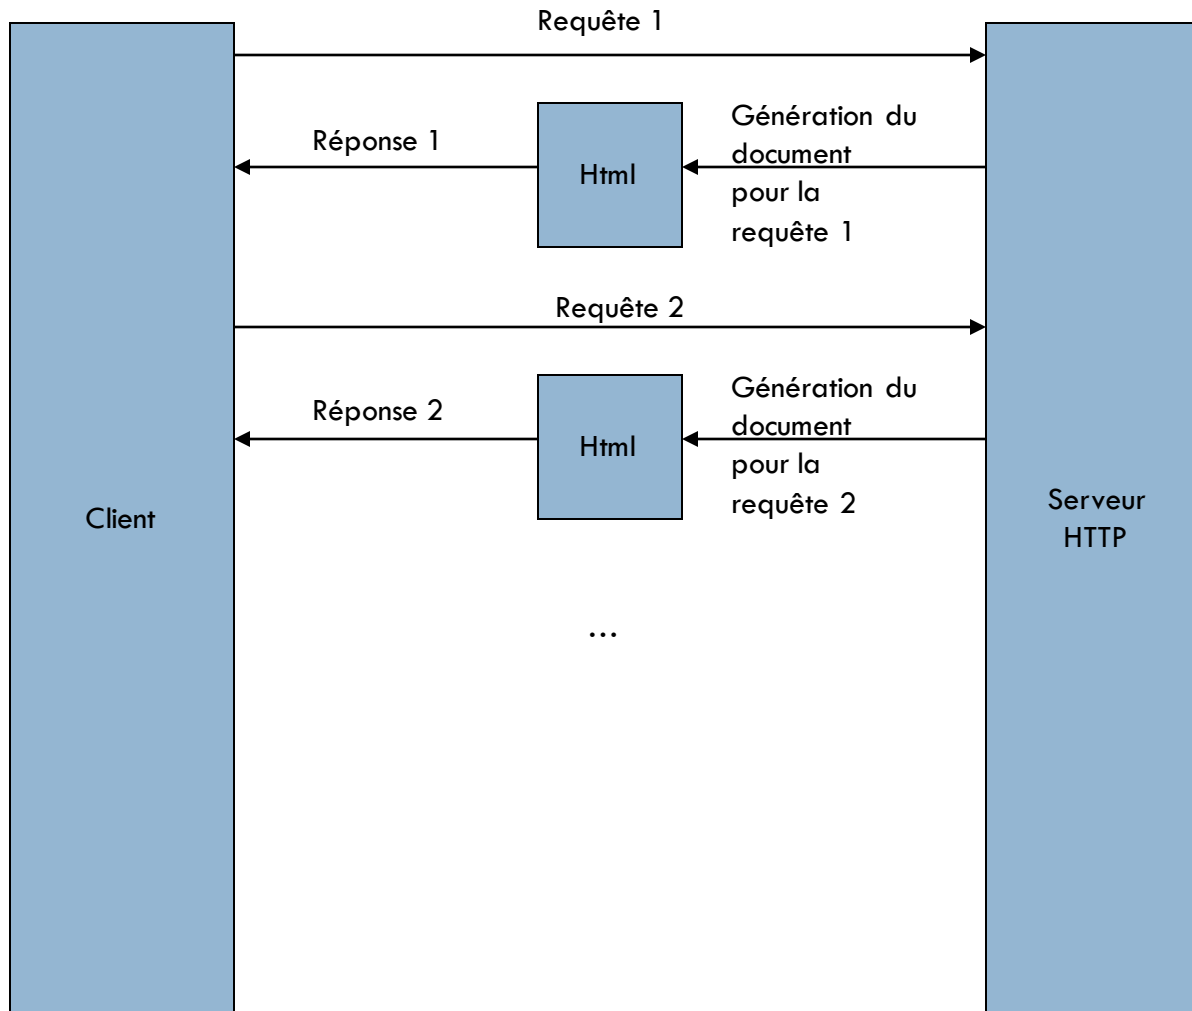 Requête 1
Génération du
document
pour la
requête 1
Réponse 1
Html
Requête 2
Génération du
document
pour la
requête 2
Réponse 2
Html
Client
Serveur
HTTP
...